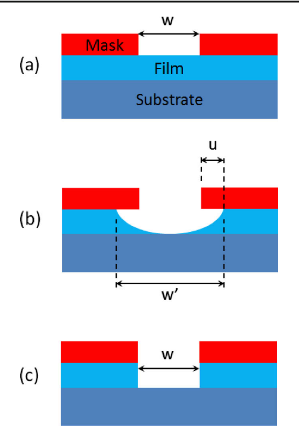 w
Mask
(a)
Film
Substrate
u
(b)
w’
w
(c)